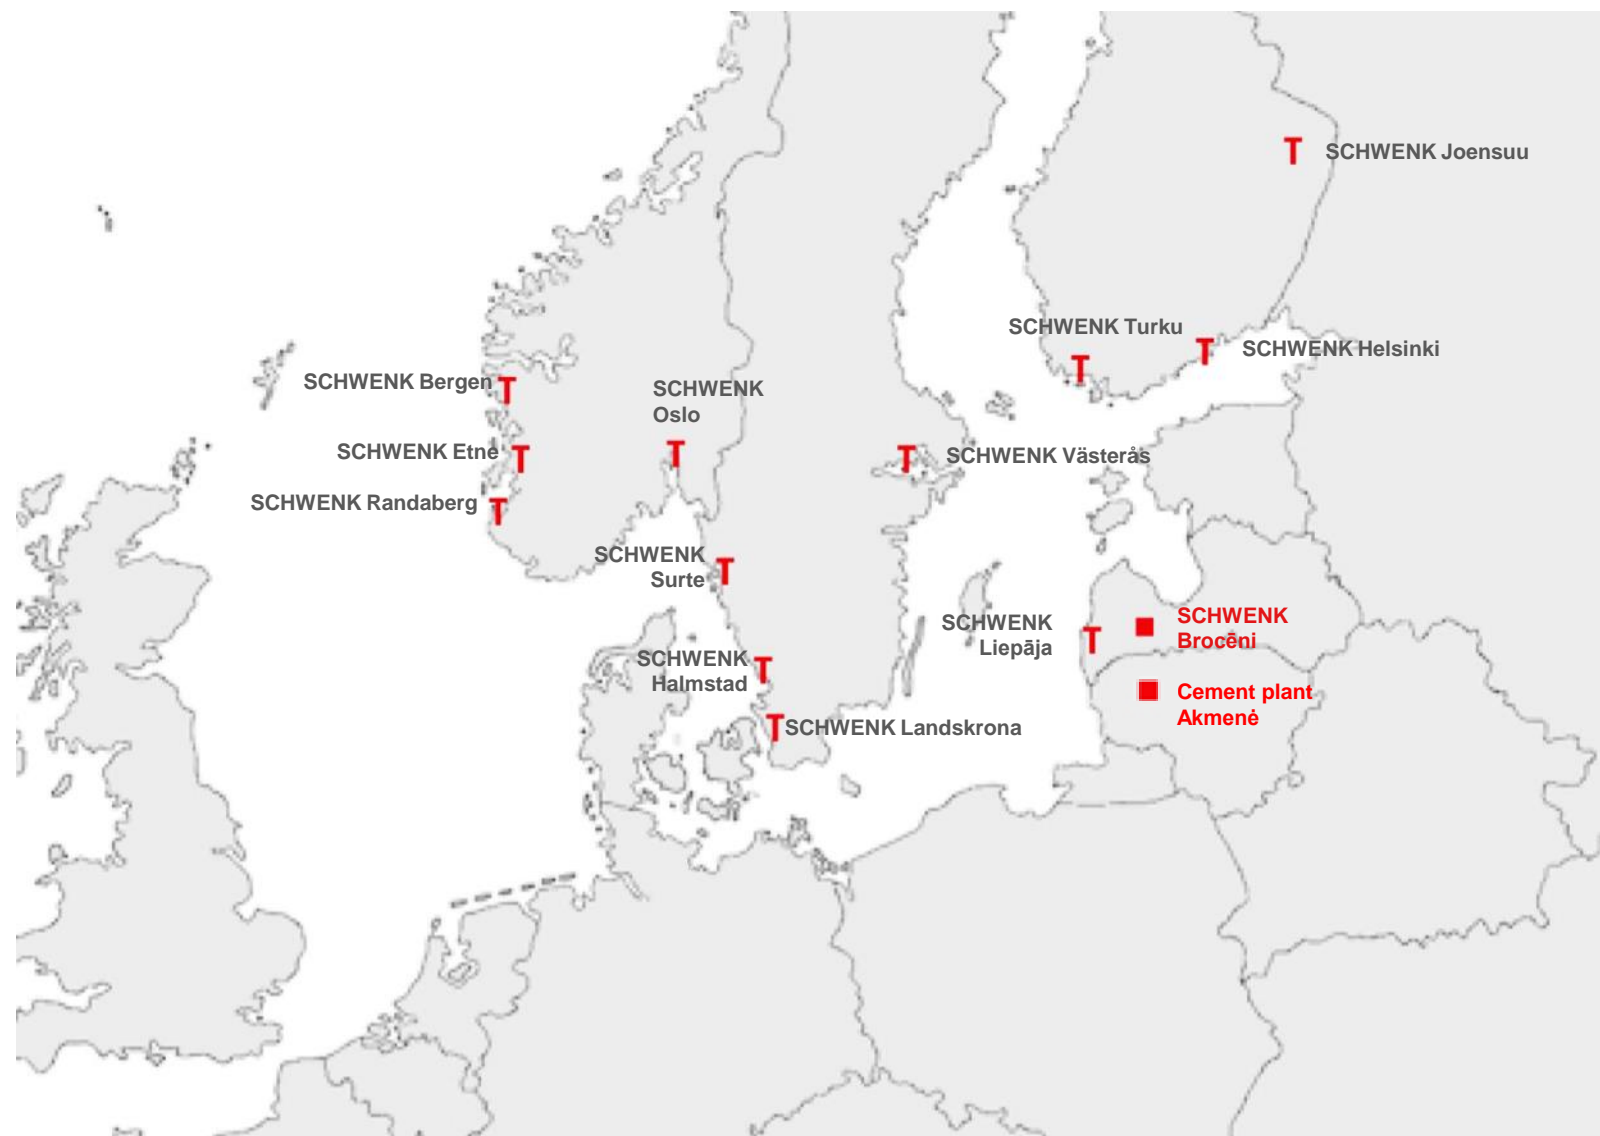 SCHWENK Joensuu
SCHWENK Turku
SCHWENK Helsinki
SCHWENK Bergen
SCHWENK
Oslo
SCHWENK Etne
SCHWENK Västerås
SCHWENK Randaberg
SCHWENK
Surte
SCHWENK
Liepāja
SCHWENK
Brocēni
SCHWENK
Halmstad
Cement plant
Akmenė
SCHWENK Landskrona